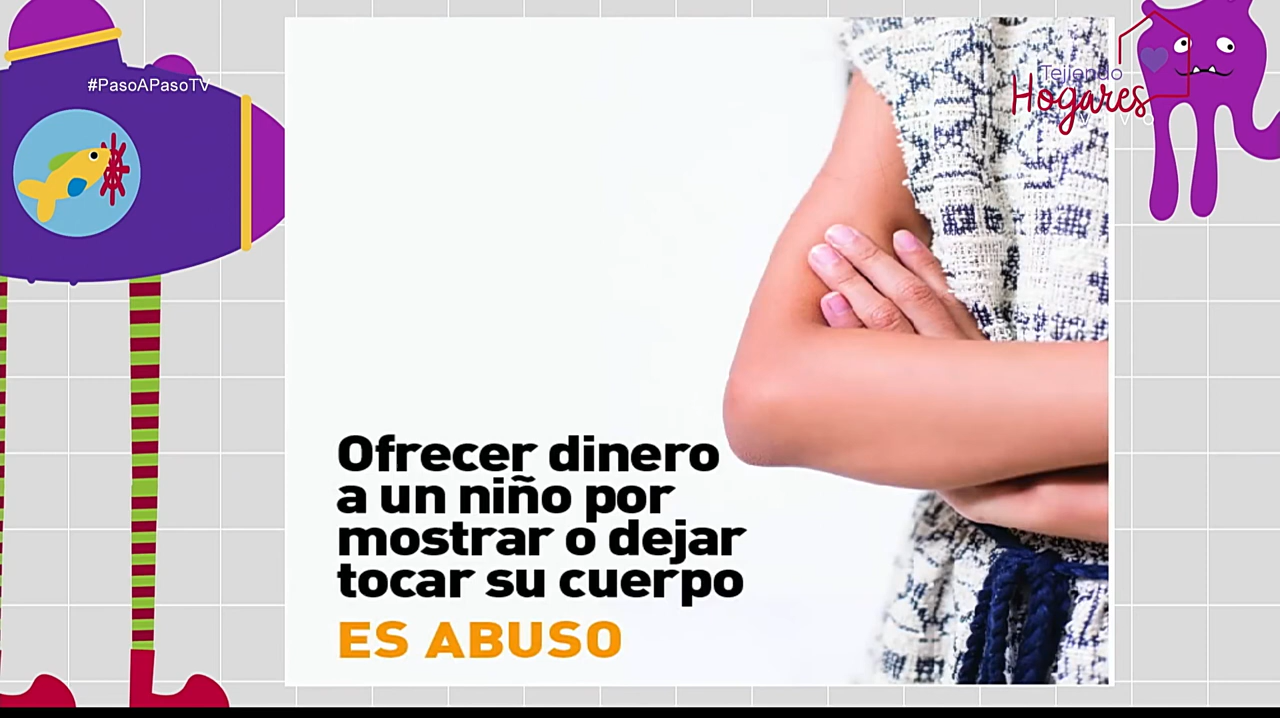 #PasoAPasoTV
Tejiendo
Hogares
Ofrecer dinero
a un niño por
mostrar o dejar
tocar su cuerpo
ES ABUSO